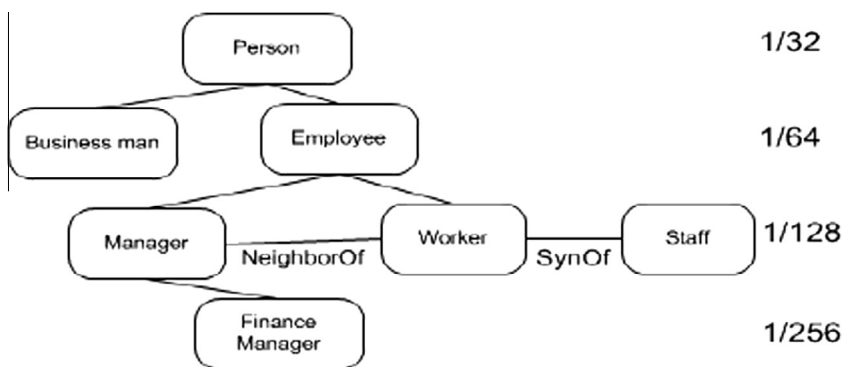 Person
1/32
Business man
Employee
1/64
Manager
NeighborOf
Worker
SynOf
Staff
1/128
Finance
Manager
1/256